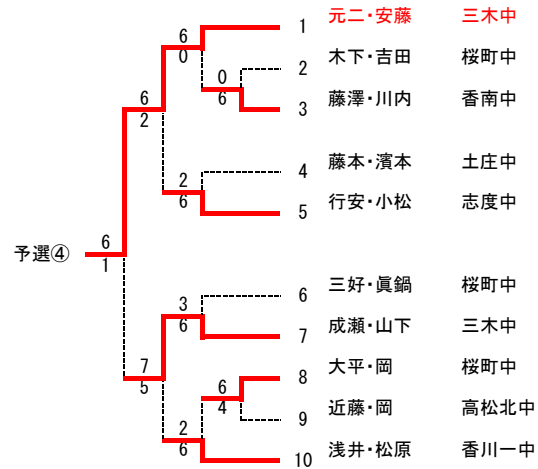 6
0
1 元二・安藤 三木中
2 木下・吉田 桜町中
0
6
3 藤澤・川内 香南中
6
2
4 藤本・濱本 土庄中
2
6
5 行安・小松 志度中
予選④
6
1
6 三好・眞鍋 桜町中
3
6
7 成瀬・山下 三木中
7
5
8 大平・岡 桜町中
6
4
9 近藤・岡 高松北中
2
6
10 浅井・松原 香川一中